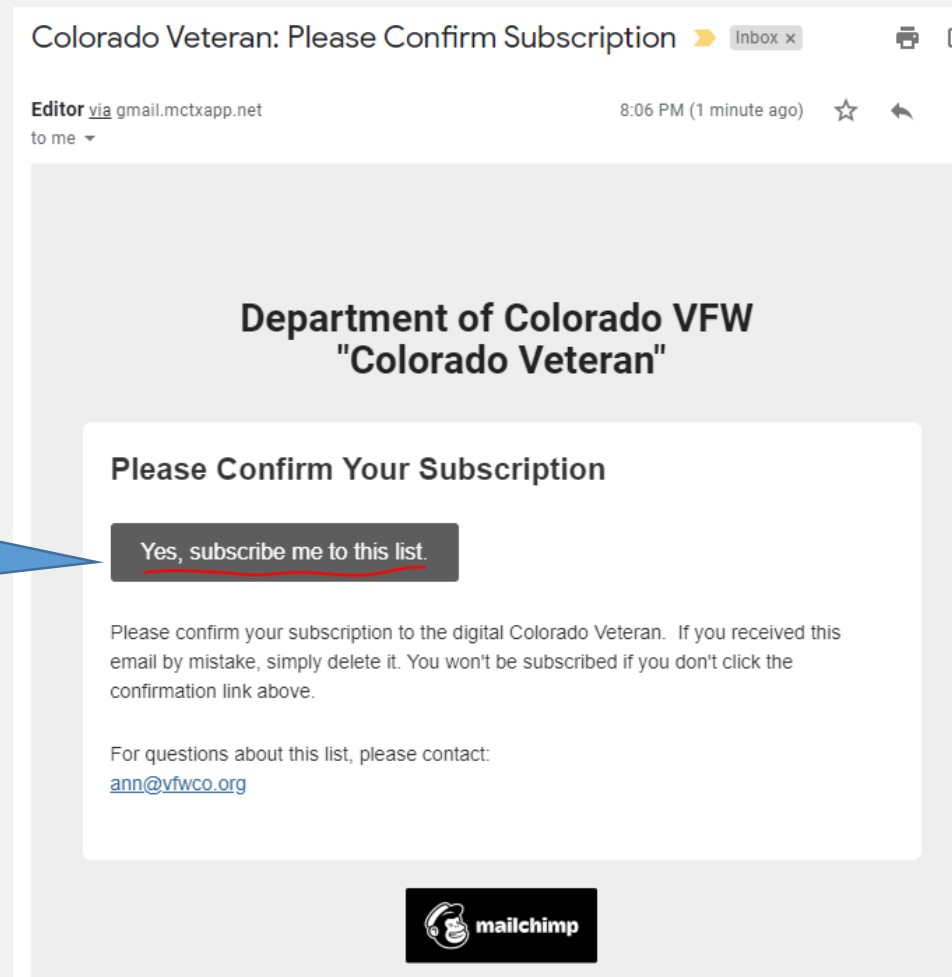 Colorado Veteran: Please Confirm Subscription Inbox x
Editor via gmail.mctxapp.net 8:06 PM (1 minute ago)
to me
Department of Colorado VFW
"Colorado Veteran"
Please Confirm Your Subscription
Yes, subscribe me to this list.
Please confirm your subscription to the digital Colorado Veteran. If you received this
email by mistake, simply delete it. You won't be subscribed if you don't click the
confirmation link above.
For questions about this list, please contact:
ann@vfwco.org
mailchimp